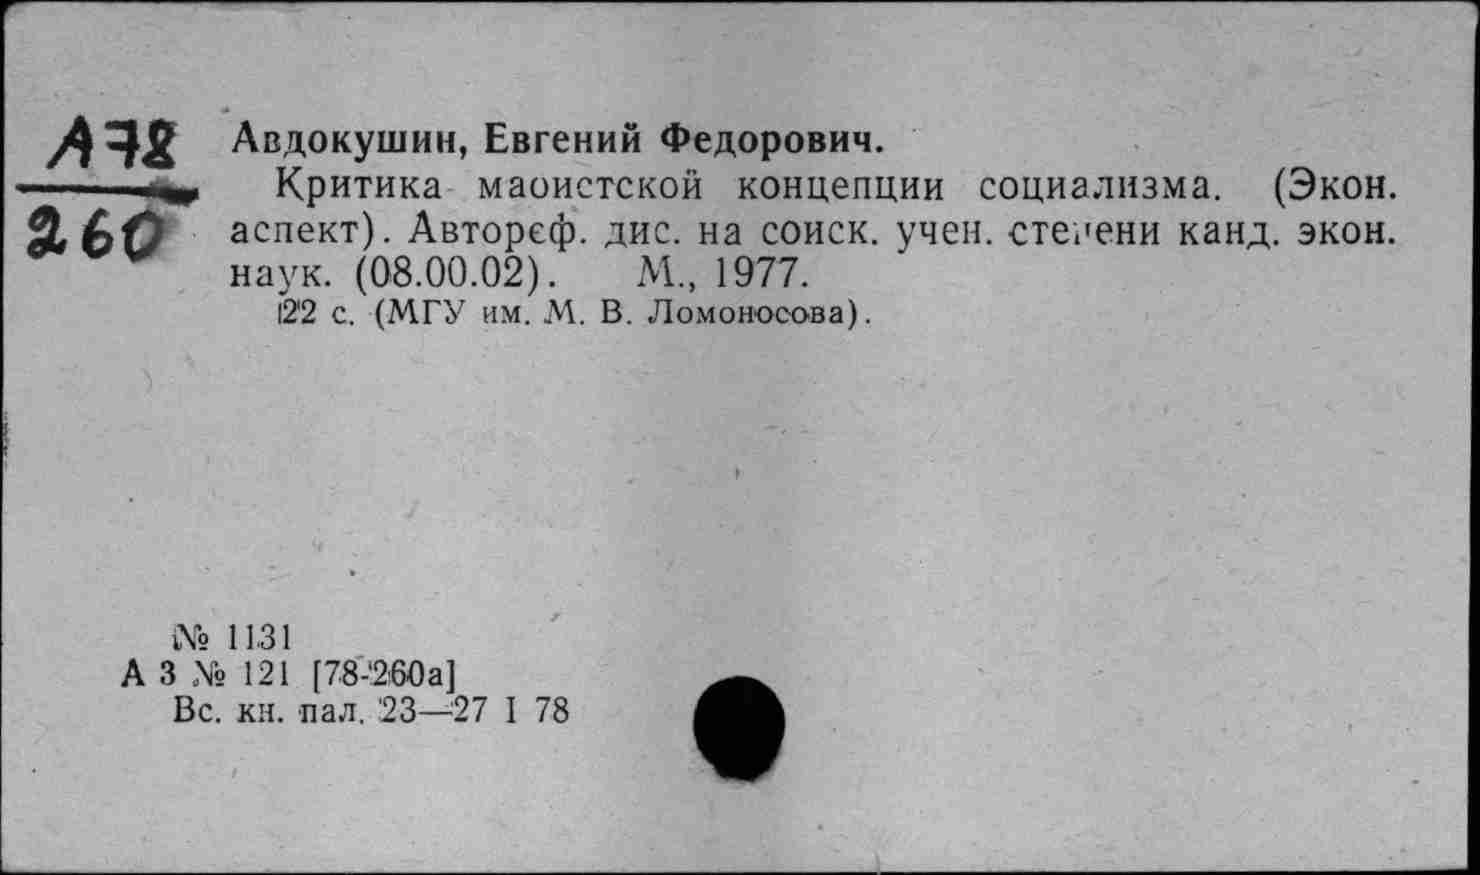 А78
260
Авдокушин, Евгений Федорович.
Критика маоистской концепции социализма. (Экон.
аспект). Автореф. дис. на соиск. учен. степени канд. экон.
наук. (08.00.02). М., 1977.
22 с. (МГУ им. М. В. Ломоносова).
№ 1131
А 3 № 121 [78-260а]
Вс. кн. пал. 23—27 I 78